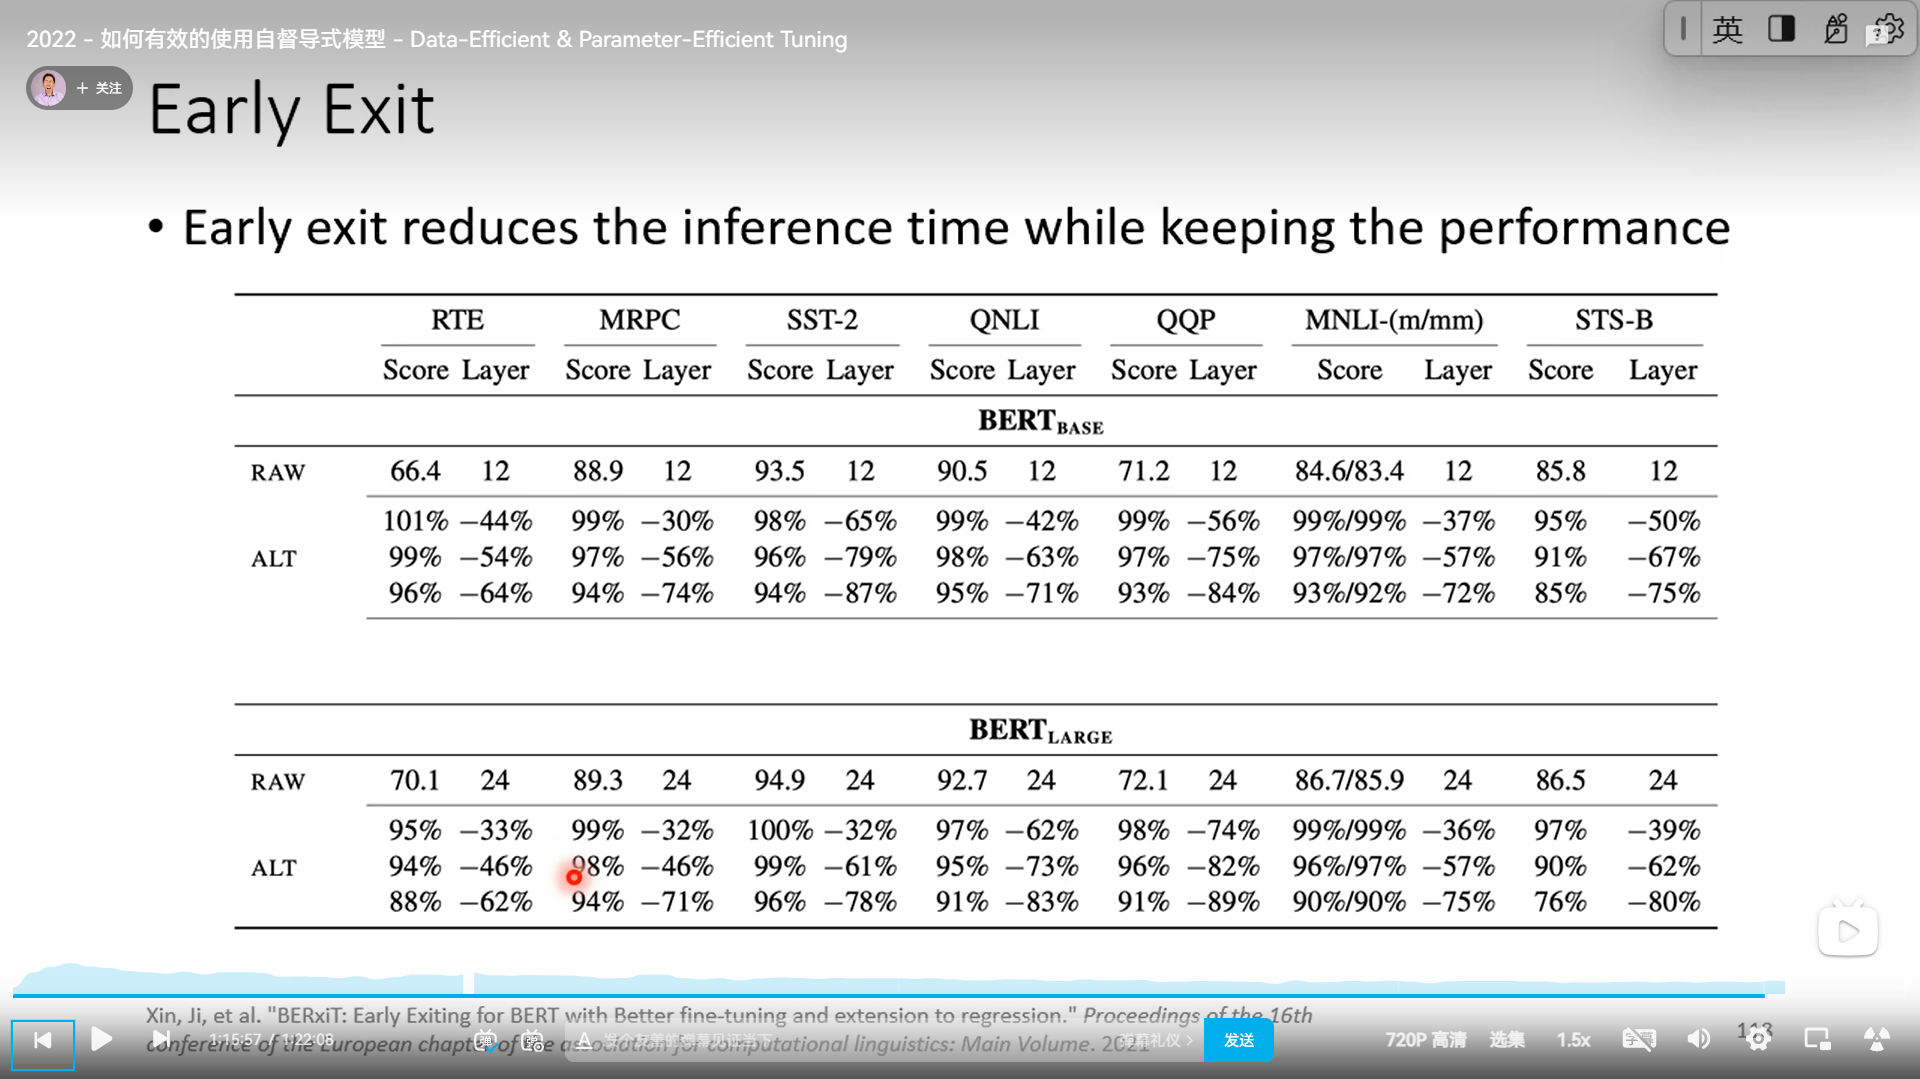 2022 - 如何有效的使用自督导式模型 - Data-Efficient & Parameter-Efficient Tuning
英
+ 关注
Early Exit
• Early exit reduces the inference time while keeping the performance
RTE MRPC SST-2 QNLI QQP MNLI-(m/mm) STS-B
Score Layer Score Layer Score Layer Score Layer Score Layer Score Layer Score Layer
BERT BASE
RAW 66.4 12 88.9 12 93.5 12 90.5 12 71.2 12 84.6/83.4 12 85.8 12
101% −44% 99% −30% 98% −65% 99% −42% 99% −56% 99%/99% −37% 95% −50%
ALT 99% −54% 97% −56% 96% −79% 98% −63% 97% −75% 97%/97% −57% 91% −67%
96% −64% 94% −74% 94% −87% 95% −71% 93% −84% 93%/92% −72% 85% −75%
BERT LARGE
RAW 70.1 24 89.3 24 94.9 24 92.7 24 72.1 24 86.7/85.9 24 86.5 24
95% −33% 99% −32% 100% −32% 97% −62% 98% −74% 99%/99% −36% 97% −39%
ALT 94% −46% 98% −46% 99% −61% 95% −73% 96% −82% 96%/97% −57% 90% −62%
88% −62% 94% −71% 96% −78% 91% −83% 91% −89% 90%/90% −75% 76% −80%
Xin, Ji, et al. "BERxiT: Early Exiting for BERT with Better fine-tuning and extension to regression." Proceedings of the 16th
conference of the European chapter of the association for computational linguistics: Main Volume. 2021
113
1:15:57 / 1:22:08
发个友善的弹幕见证当下
弹幕礼仪 >
发送
720P 高清
选集
1.5x